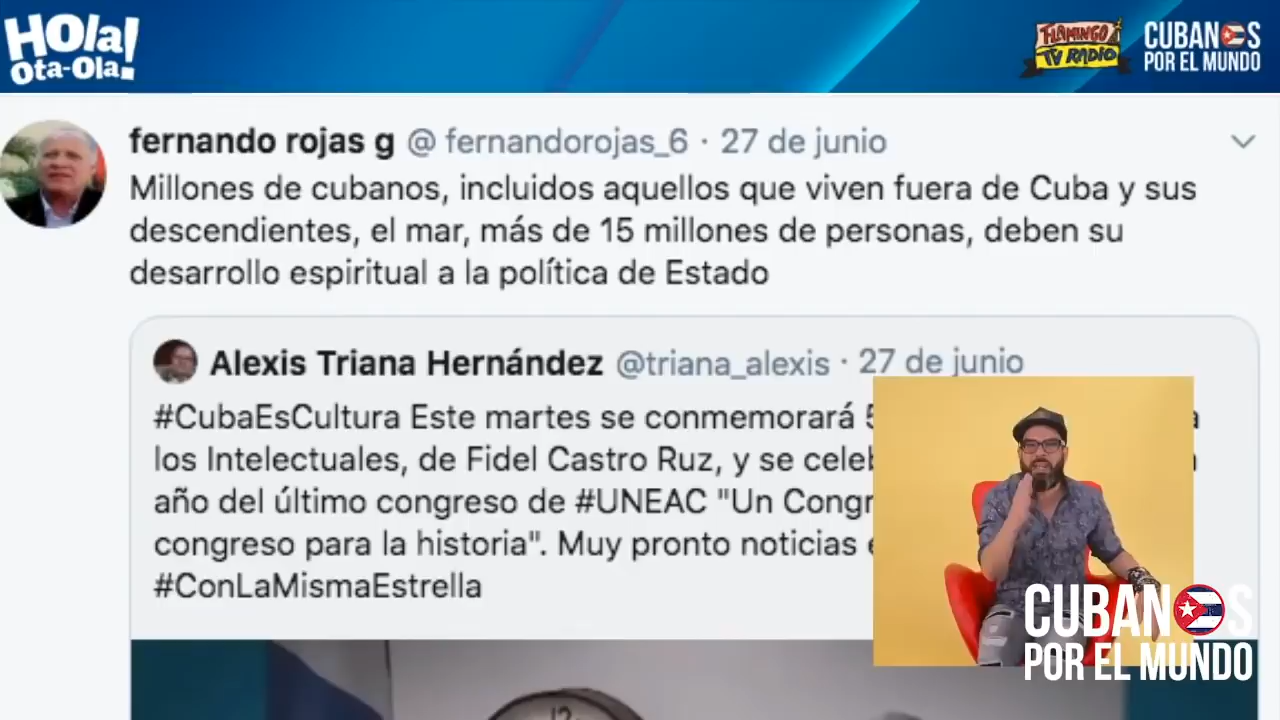 HOla!
Ota-Ola!
FLAMINGO
TV RADIO
CUBANOS
POR EL MUNDO
fernando rojas g @fernandorojas_6 · 27 de junio
Millones de cubanos, incluidos aquellos que viven fuera de Cuba y sus
descendientes, el mar, más de 15 millones de personas, deben su
desarrollo espiritual a la política de Estado
Alexis Triana Hernández @triana_alexis · 27 de junio
#CubaEsCultura Este martes se conmemorará
los Intelectuales, de Fidel Castro Ruz, y se
año del último congreso de #UNEAC "Un
congreso para la historia". Muy pronto noticias
#ConLaMismaEstrella
12
CUBANOS
POR EL MUNDO